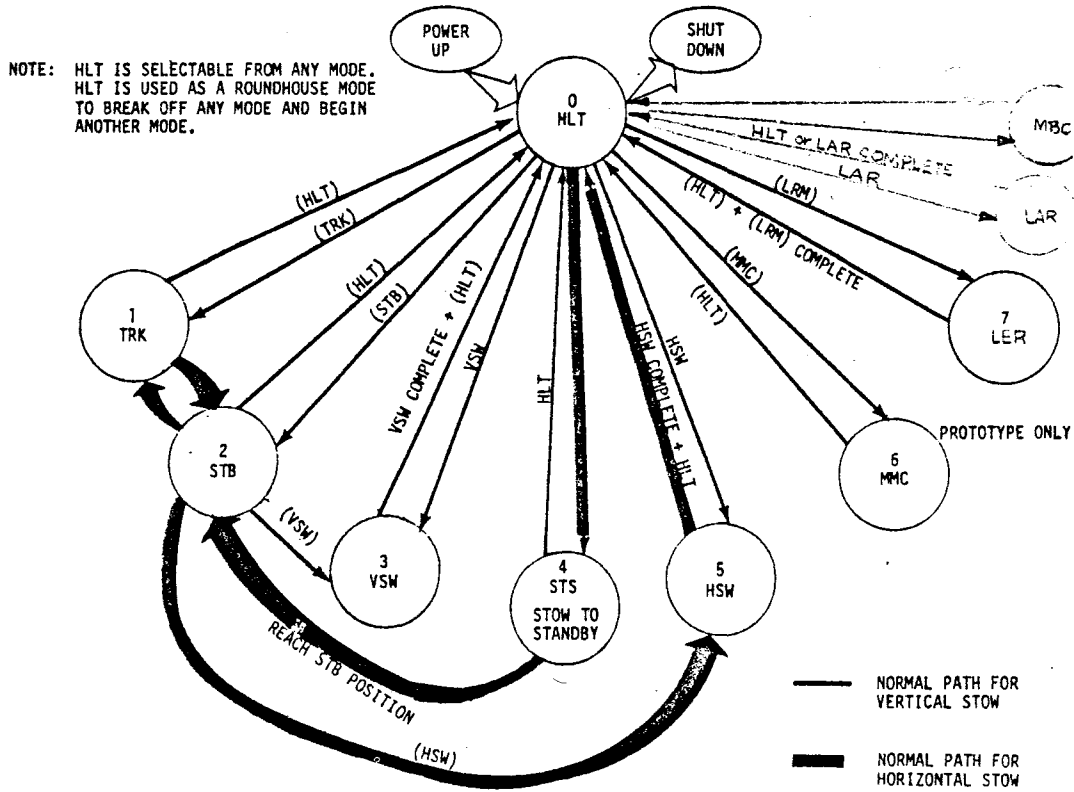 POWER
UP
SHUT
DOWN
NOTE: HLT IS SELECTABLE FROM ANY MODE.
HLT IS USED AS A ROUNDHOUSE MODE
TO BREAK OFF ANY MODE AND BEGIN
ANOTHER MODE.
0
HLT
MBC
HLT or LAR COMPLETE
LAR
LAR
(LRM)
(HLT) + (LRM) COMPLETE
(HLT)
(TRK)
(HLT)
(STB)
VSW COMPLETE + (HLT)
VSW
HLT
HSW COMPLETE + HLT
HSW
(MMC)
(HLT)
1
TRK
7
LER
2
STB
PROTOTYPE ONLY
6
MMC
(VSW)
3
VSW
4
STS
STOW TO
STANDBY
5
HSW
REACH STB POSITION
(HSW)
NORMAL PATH FOR
VERTICAL STOW
NORMAL PATH FOR
HORIZONTAL STOW